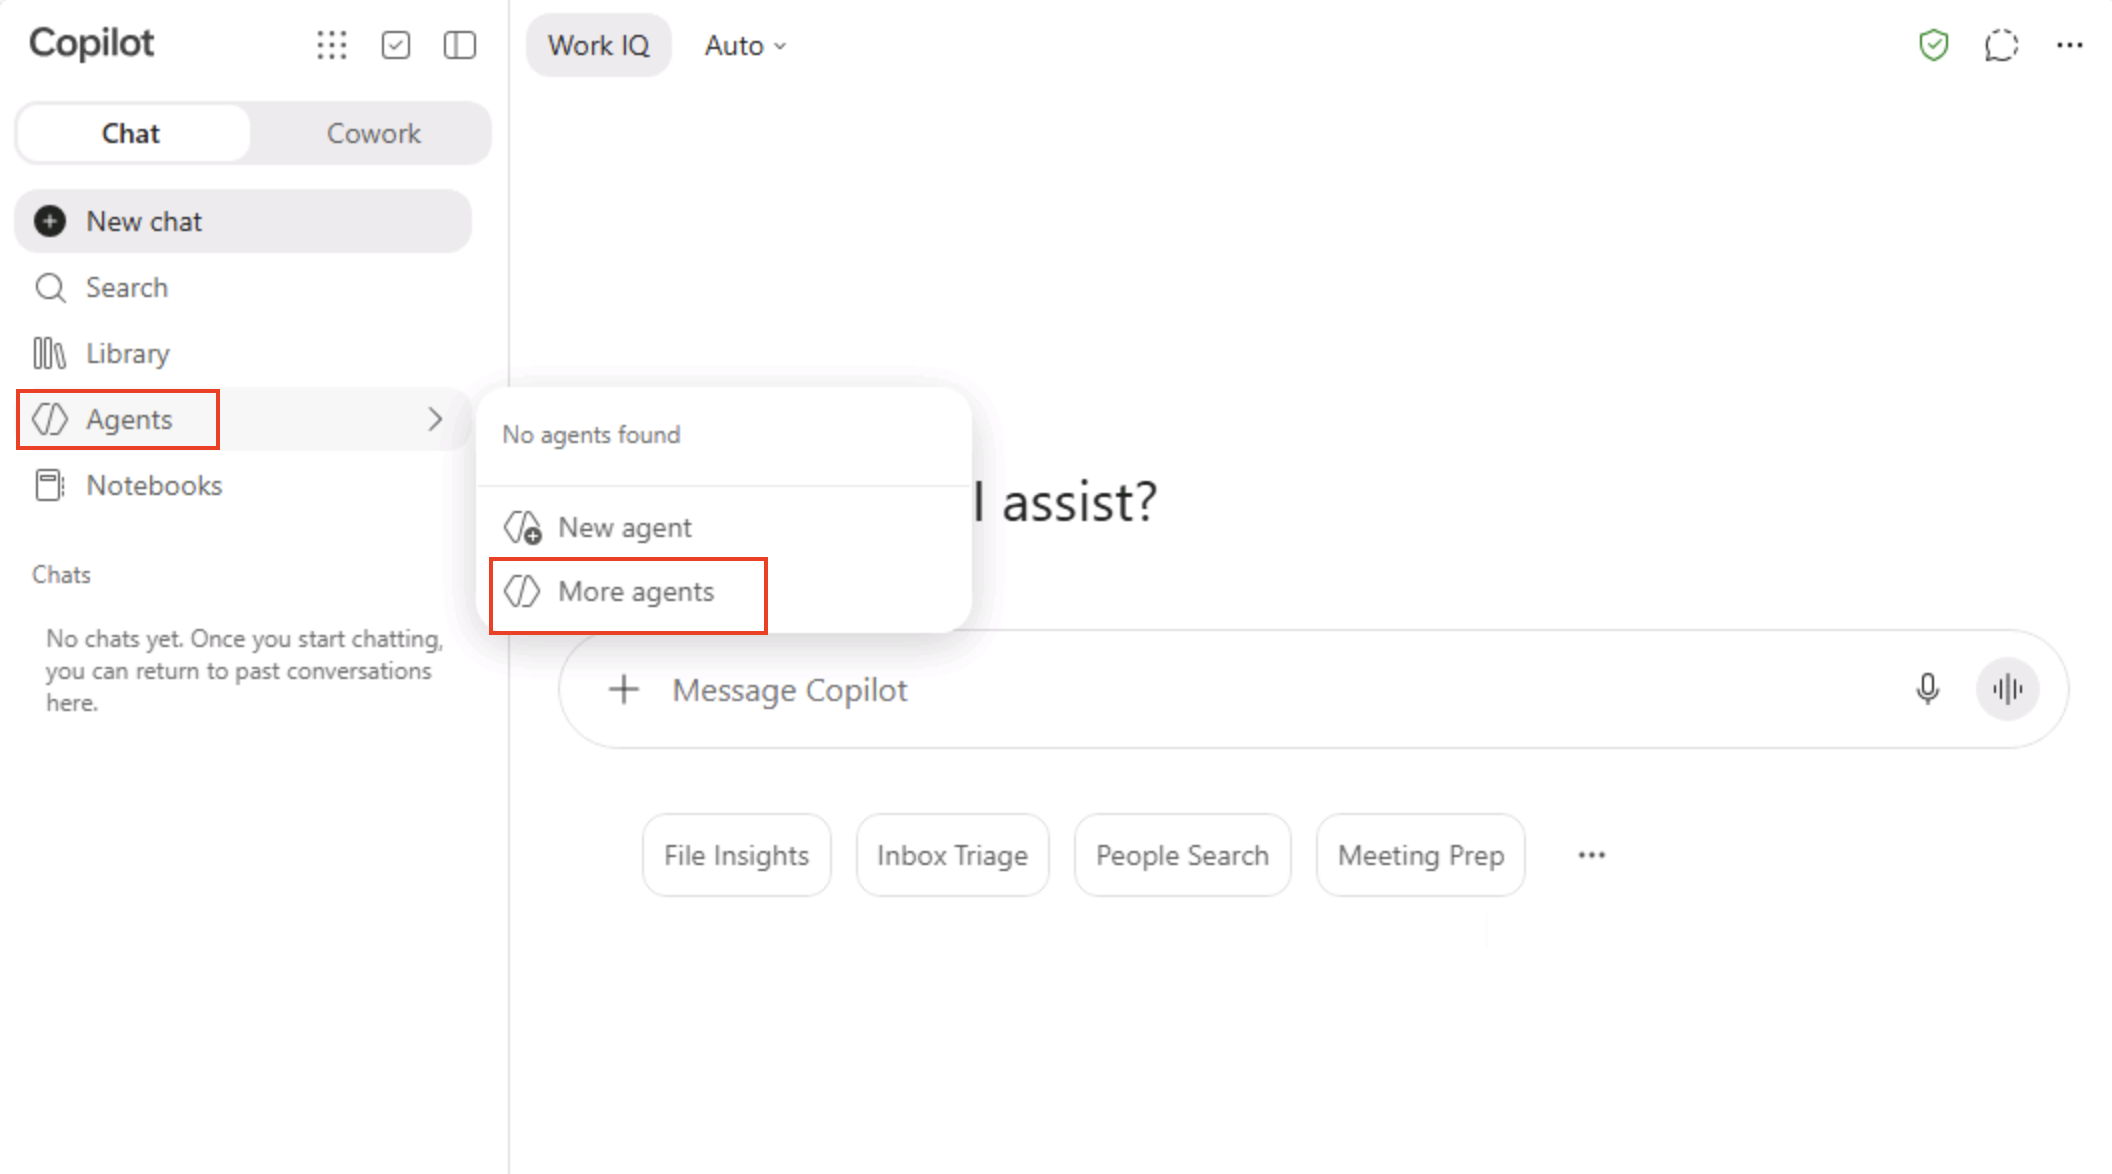 Copilot
Chat
Cowork
New chat
Search
Library
Agents
Notebooks
Chats
No chats yet. Once you start chatting,
you can return to past conversations
here.
Work IQ
Auto
No agents found
New agent
More agents
I assist?
Message Copilot
File Insights
Inbox Triage
People Search
Meeting Prep